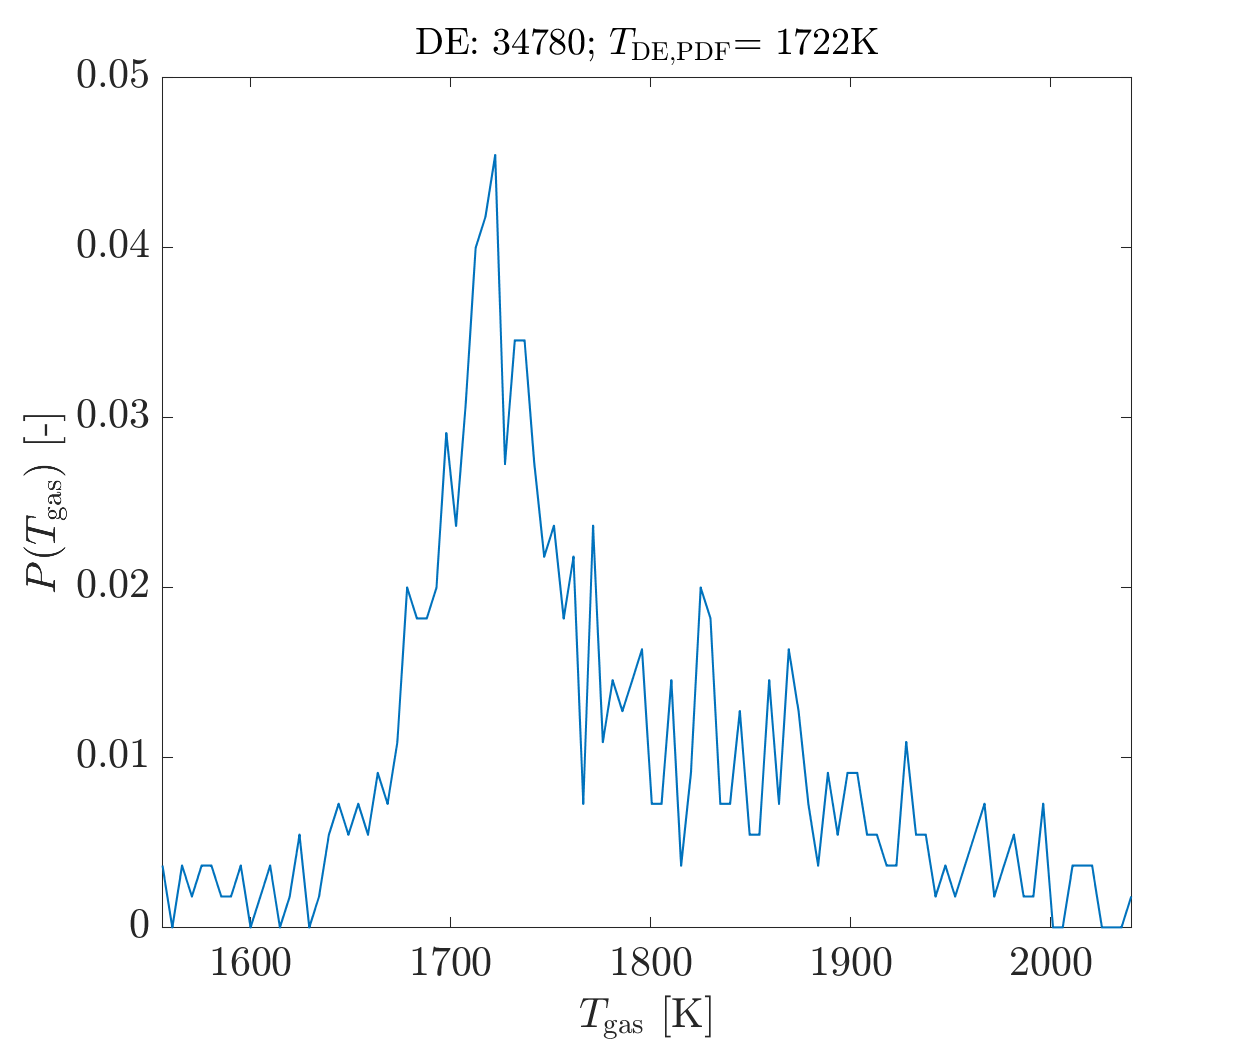 DE: 34780; T_DE,PDF= 1722K
0.05
0.04
0.03
0.02
0.01
0
P(T_gas) [-]
1600 1700 1800 1900 2000
T_gas [K]